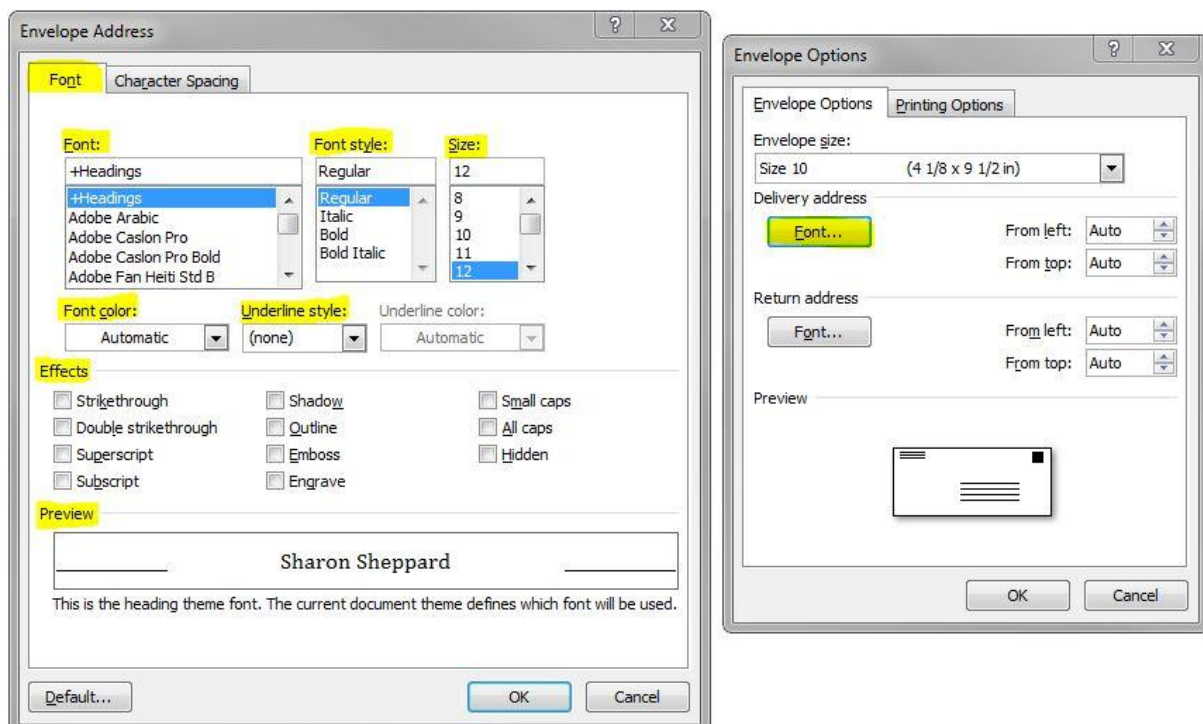 Envelope Address
Font
Character Spacing
Font: Font style: Size:
+Headings Regular 12
+Headings Regular 8
Adobe Arabic Italic 9
Adobe Caslon Pro Bold 10
Adobe Caslon Pro Bold Bold Italic 11
Adobe Fan Heiti Std B 12
Font color: Underline style: Underline color:
Automatic (none) Automatic
Effects
Strikethrough Shadow Small caps
Double strikethrough Outline All caps
Superscript Emboss Hidden
Subscript Engrave
Preview
Sharon Sheppard
This is the heading theme font. The current document theme defines which font will be used.
Default... OK Cancel
Envelope Options
Envelope Options Printing Options
Envelope size:
Size 10 (4 1/8 x 9 1/2 in)
Delivery address
Font... From left: Auto
From top: Auto
Return address
Font... From left: Auto
From top: Auto
Preview
OK Cancel